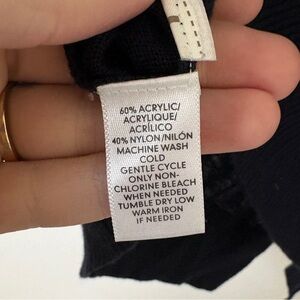 60% ACRYLIC/
ACRYLIQUE/
ACRÍLICO
40% NYLON/NILÓN
MACHINE WASH
COLD
GENTLE CYCLE
ONLY NON-
CHLORINE BLEACH
WHEN NEEDED
TUMBLE DRY LOW
WARM IRON
IF NEEDED